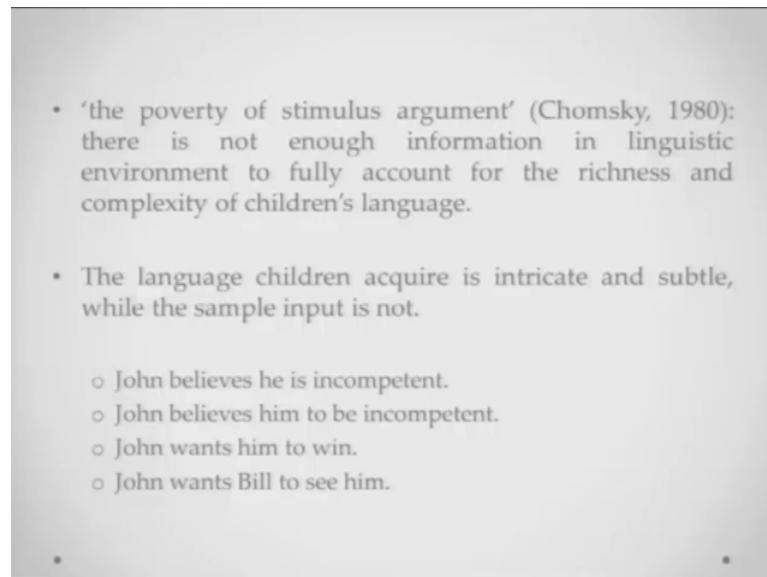 • 'the poverty of stimulus argument' (Chomsky, 1980):
there is not enough information in linguistic
environment to fully account for the richness and
complexity of children's language.
• The language children acquire is intricate and subtle,
while the sample input is not.
o John believes he is incompetent.
o John believes him to be incompetent.
o John wants him to win.
o John wants Bill to see him.